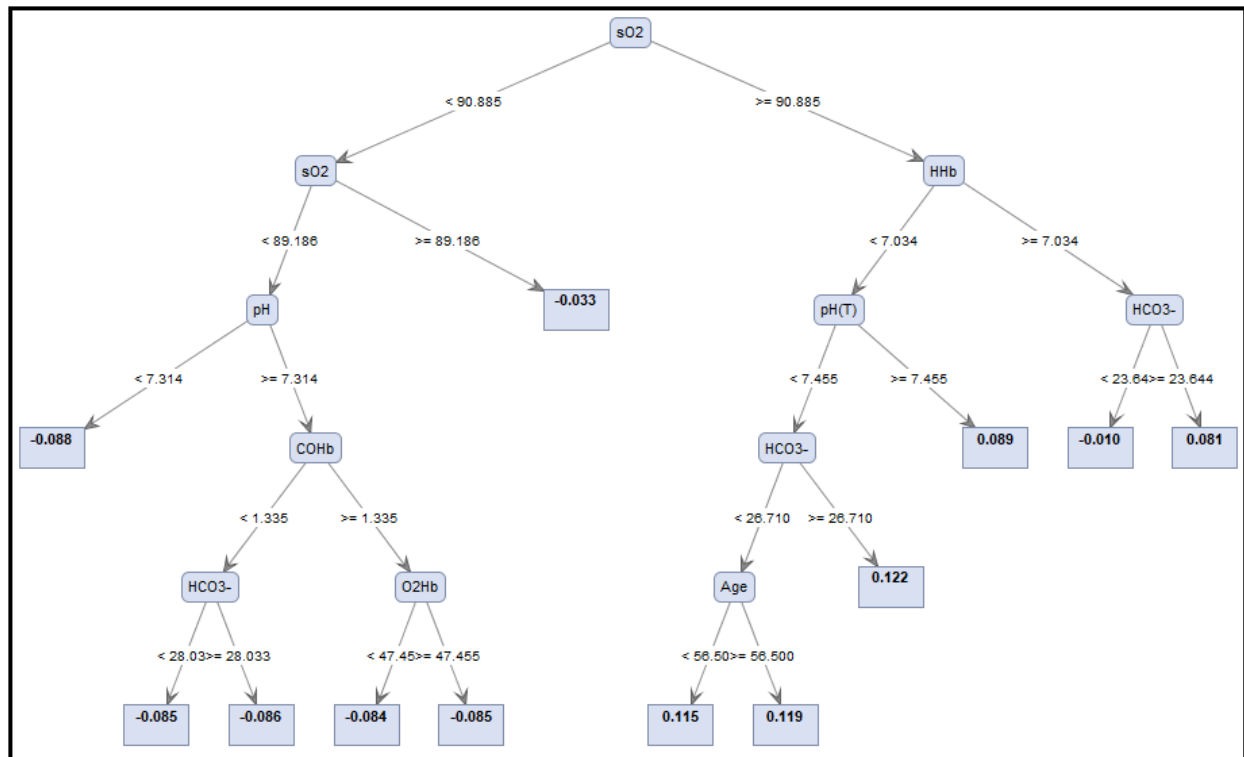 sO2
< 90.885 >= 90.885
sO2 HHb
< 89.186 >= 89.186 < 7.034 >= 7.034
-0.033
pH pH(T) HCO3-
< 7.314 >= 7.314 < 7.455 >= 7.455 < 23.64>= 23.644
-0.088 COHb HCO3- 0.089 -0.010 0.081
< 1.335 >= 1.335 < 26.710 >= 26.710
HCO3- O2Hb Age 0.122
< 28.03>= 28.033 < 47.45>= 47.455 < 56.50>= 56.500
-0.085 -0.086 -0.084 -0.085 0.115 0.119